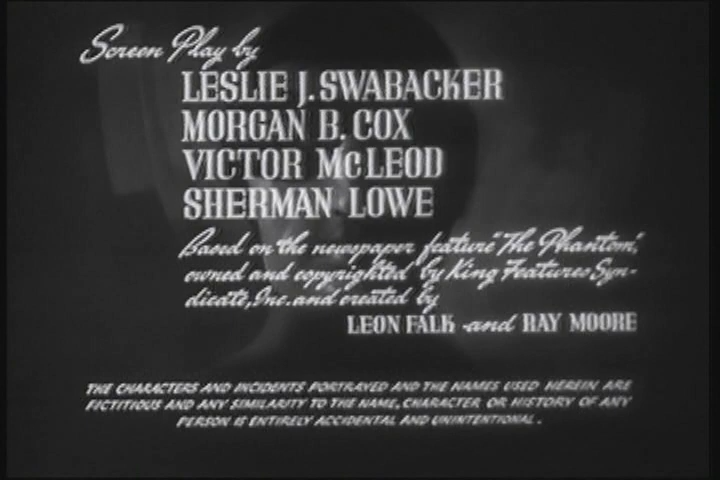 Screen Play by
LESLIE J. SWABACKER
MORGAN B. COX
VICTOR McLEOD
SHERMAN LOWE
Based on the newspaper feature "The Phantom",
owned and copyrighted by King Features Syn-
dicate, Inc. and created by
LEON FALK and RAY MOORE
THE CHARACTERS AND INCIDENTS PORTRAYED AND THE NAMES USED HEREIN ARE
FICTITIOUS AND ANY SIMILARITY TO THE NAME, CHARACTER OR HISTORY OF ANY
PERSON IS ENTIRELY ACCIDENTAL AND UNINTENTIONAL.